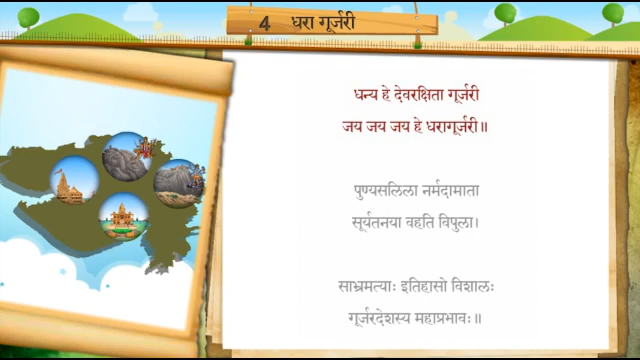 4 धरा गूर्जरी
धन्य हे देवरक्षिता गूर्जरी
जय जय जय हे धरागूर्जरी॥
पुण्यसलिला नर्मदामाता
सूर्यतनया वहति विपुला।
साभ्रमत्याः इतिहासो विशालः
गूर्जरदेशस्य महाप्रभावः॥